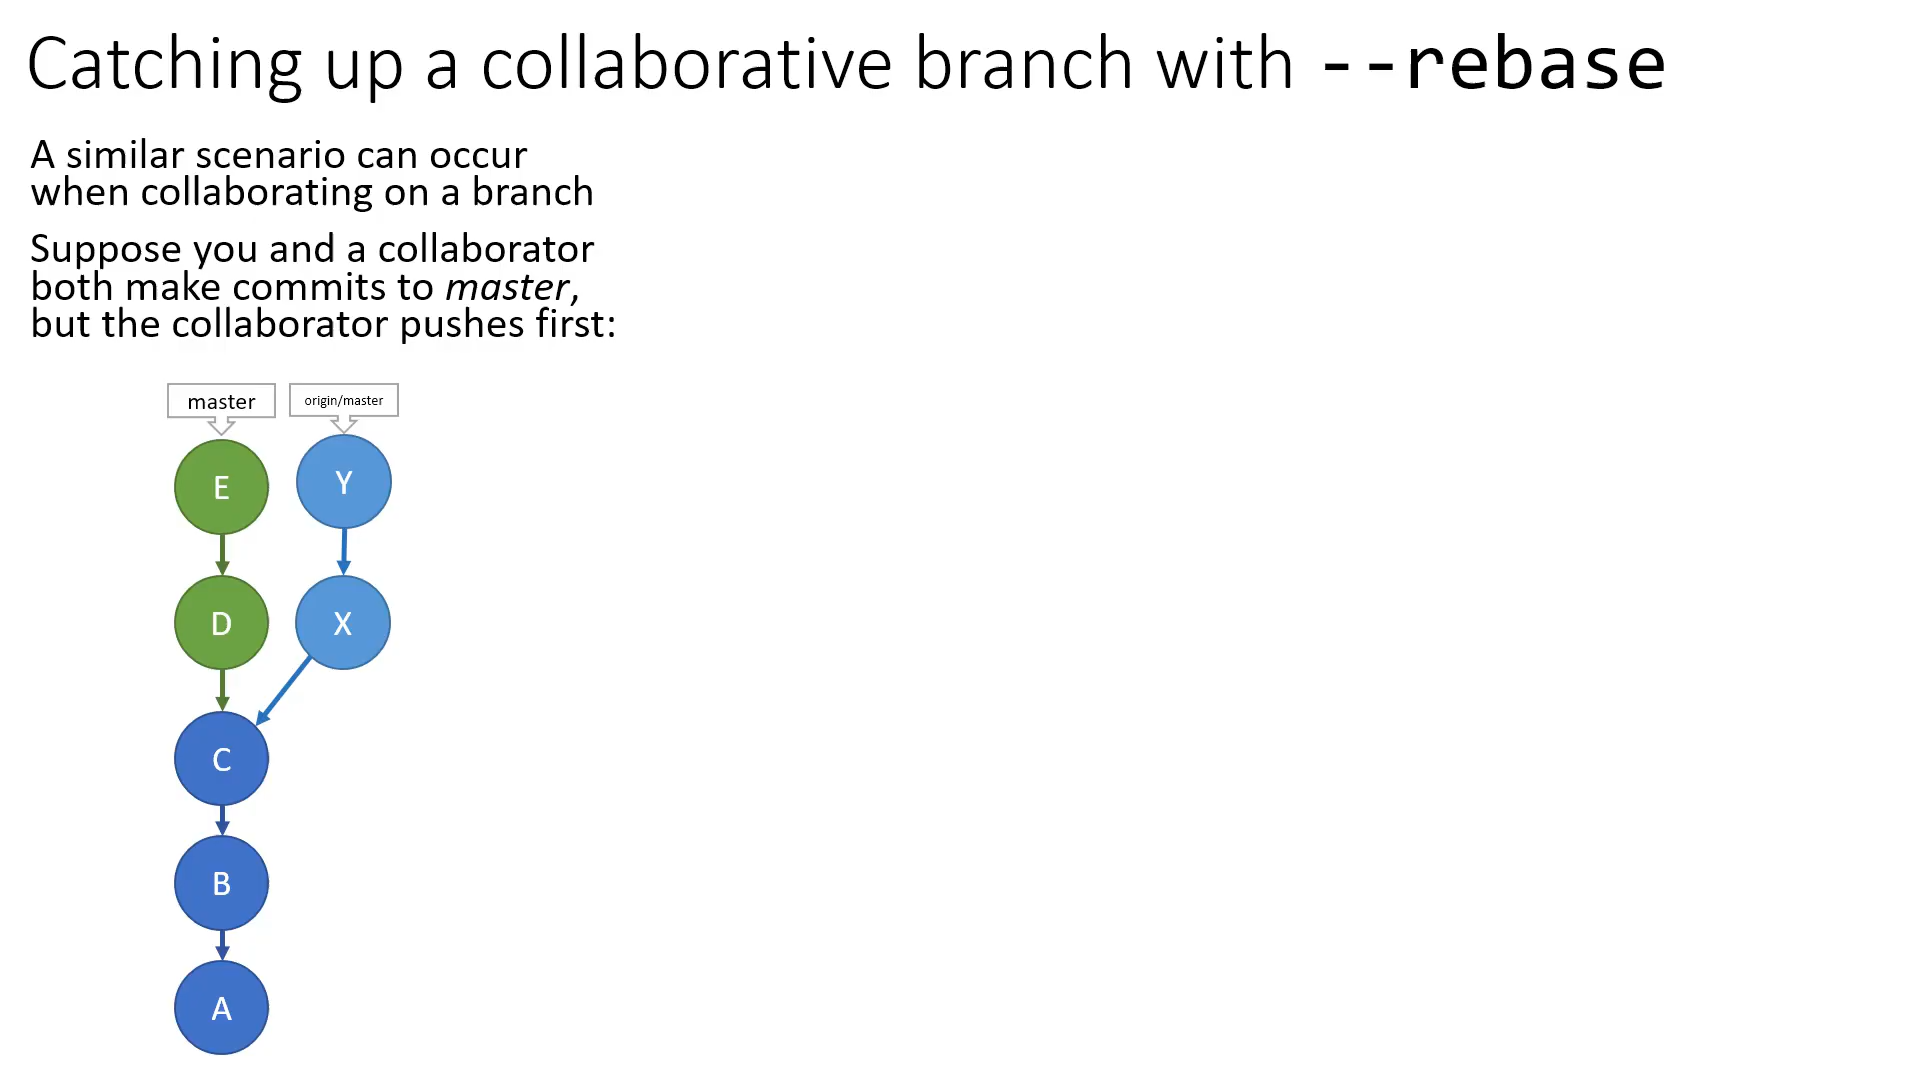 Catching up a collaborative branch with --rebase
A similar scenario can occur
when collaborating on a branch
Suppose you and a collaborator
both make commits to master,
but the collaborator pushes first:
master
origin/master
E
Y
D
X
C
B
A